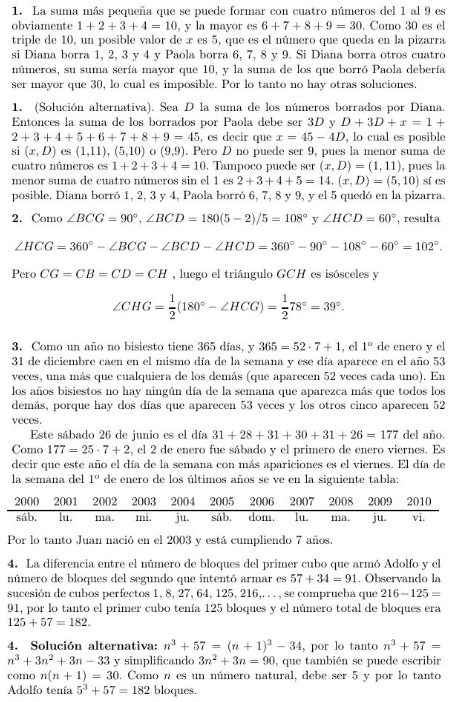 1. La suma más pequeña que se puede formar con cuatro números del 1 al 9 es
obviamente 1 + 2 + 3 + 4 = 10, y la mayor es 6 + 7 + 8 + 9 = 30. Como 30 es el
triple de 10, un posible valor de x es 5, que es el número que queda en la pizarra
si Diana borra 1, 2, 3 y 4 y Paola borra 6, 7, 8 y 9. Si Diana borra otros cuatro
números, su suma sería mayor que 10, y la suma de los que borró Paola debería
ser mayor que 30, lo cual es imposible. Por lo tanto no hay otras soluciones.
1. (Solución alternativa). Sea D la suma de los números borrados por Diana.
Entonces la suma de los borrados por Paola debe ser 3D y D + 3D + x = 1 +
2 + 3 + 4 + 5 + 6 + 7 + 8 + 9 = 45, es decir que x = 45 − 4D, lo cual es posible
si (x, D) es (1,11), (5,10) o (9,9). Pero D no puede ser 9, pues la menor suma de
cuatro números es 1 + 2 + 3 + 4 = 10. Tampoco puede ser (x, D) = (1, 11), pues la
menor suma de cuatro números sin el 1 es 2 + 3 + 4 + 5 = 14. (x, D) = (5, 10) sí es
posible. Diana borró 1, 2, 3 y 4, Paola borró 6, 7, 8 y 9, y el 5 quedó en la pizarra.
2. Como ∠BCG = 90°, ∠BCD = 180(5 − 2)/5 = 108° y ∠HCD = 60°, resulta
∠HCG = 360° − ∠BCG − ∠BCD − ∠HCD = 360° − 90° − 108° − 60° = 102°.
Pero CG = CB = CD = CH , luego el triángulo GCH es isósceles y
∠CHG = 1/2(180° − ∠HCG) = 1/2 78° = 39°.
3. Como un año no bisiesto tiene 365 días, y 365 = 52 · 7 + 1, el 1° de enero y el
31 de diciembre caen en el mismo día de la semana y ese día aparece en el año 53
veces, una más que cualquiera de los demás (que aparecen 52 veces cada uno). En
los años bisiestos no hay ningún día de la semana que aparezca más que todos los
demás, porque hay dos días que aparecen 53 veces y los otros cinco aparecen 52
veces.
Este sábado 26 de junio es el día 31 + 28 + 31 + 30 + 31 + 26 = 177 del año.
Como 177 = 25 · 7 + 2, el 2 de enero fue sábado y el primero de enero viernes. Es
decir que este año el día de la semana con más apariciones es el viernes. El día de
la semana del 1° de enero de los últimos años se ve en la siguiente tabla:
2000 2001 2002 2003 2004 2005 2006 2007 2008 2009 2010
sáb. lu. ma. mi. ju. sáb. dom. lu. ma. ju. vi.
Por lo tanto Juan nació en el 2003 y está cumpliendo 7 años.
4. La diferencia entre el número de bloques del primer cubo que armó Adolfo y el
número de bloques del segundo que intentó armar es 57 + 34 = 91. Observando la
sucesión de cubos perfectos 1, 8, 27, 64, 125, 216,. . . , se comprueba que 216−125 =
91, por lo tanto el primer cubo tenía 125 bloques y el número total de bloques era
125 + 57 = 182.
4. Solución alternativa: n³ + 57 = (n + 1)³ − 34, por lo tanto n³ + 57 =
n³ + 3n² + 3n − 33 y simplificando 3n² + 3n = 90, que también se puede escribir
como n(n + 1) = 30. Como n es un número natural, debe ser 5 y por lo tanto
Adolfo tenía 5³ + 57 = 182 bloques.